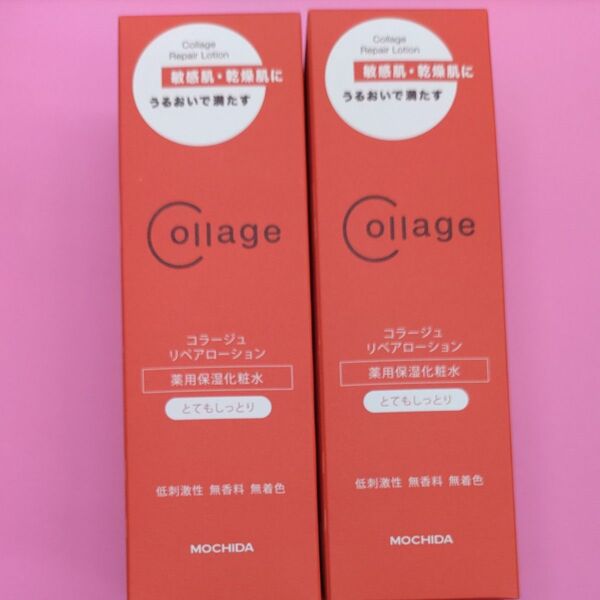 Collage
Repair Lotion
敏感肌・乾燥肌に
うるおいで満たす
Collage
コラージュ
リペアローション
薬用保湿化粧水
とてもしっとり
低刺激性 無香料 無着色
MOCHIDA
Collage
Repair Lotion
敏感肌・乾燥肌に
うるおいで満たす
Collage
コラージュ
リペアローション
薬用保湿化粧水
とてもしっとり
低刺激性 無香料 無着色
MOCHIDA